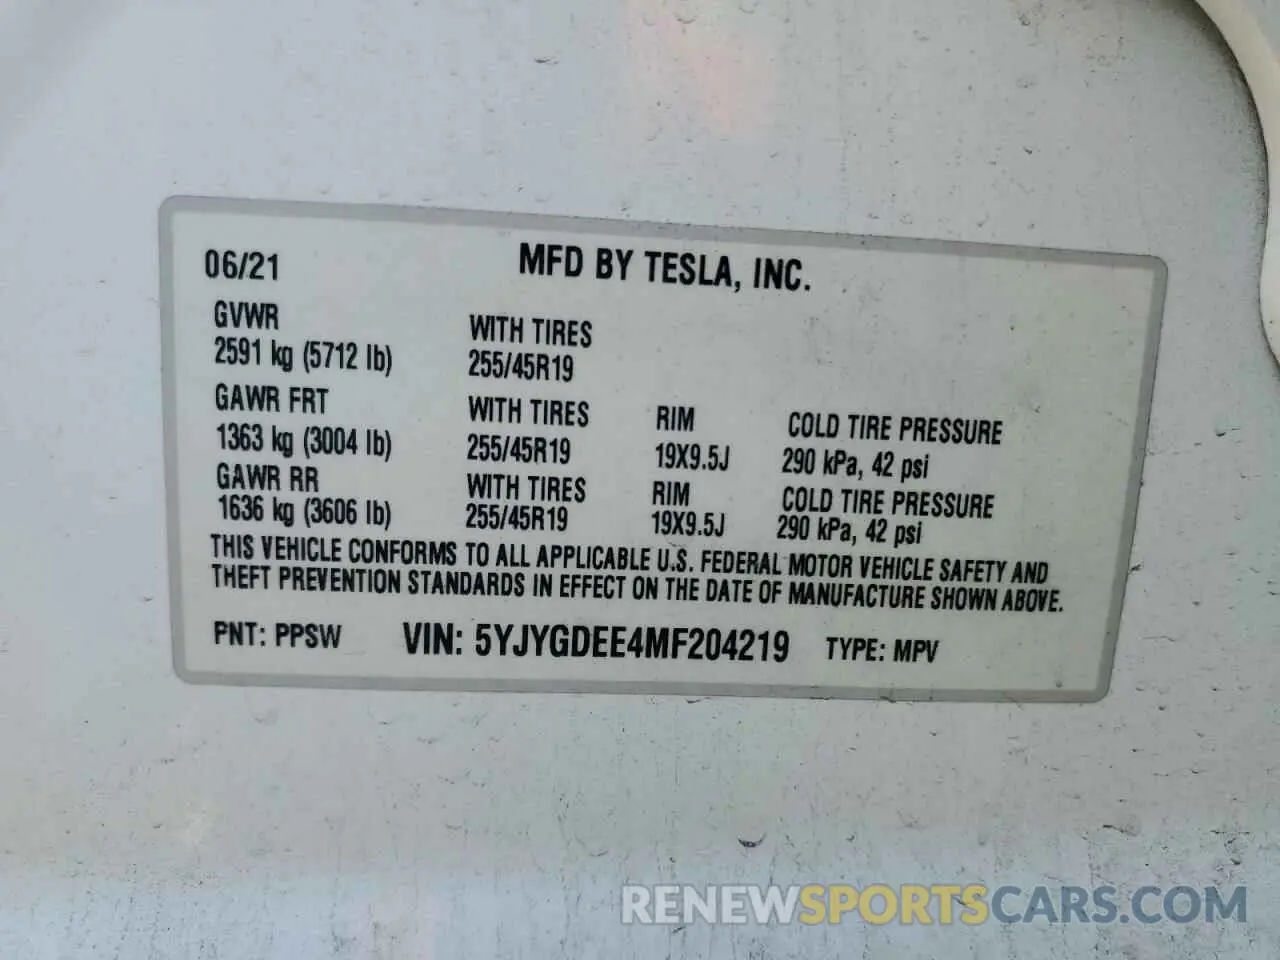 06/21 MFD BY TESLA, INC.
GVWR WITH TIRES
2591 kg (5712 lb) 255/45R19
GAWR FRT WITH TIRES RIM COLD TIRE PRESSURE
1363 kg (3004 lb) 255/45R19 19X9.5J 290 kPa, 42 psi
GAWR RR WITH TIRES RIM COLD TIRE PRESSURE
1636 kg (3606 lb) 255/45R19 19X9.5J 290 kPa, 42 psi
THIS VEHICLE CONFORMS TO ALL APPLICABLE U.S. FEDERAL MOTOR VEHICLE SAFETY AND
THEFT PREVENTION STANDARDS IN EFFECT ON THE DATE OF MANUFACTURE SHOWN ABOVE.
PNT: PPSW VIN: 5YJYGDEE4MF204219 TYPE: MPV
RENEWSPORTSCARS.COM